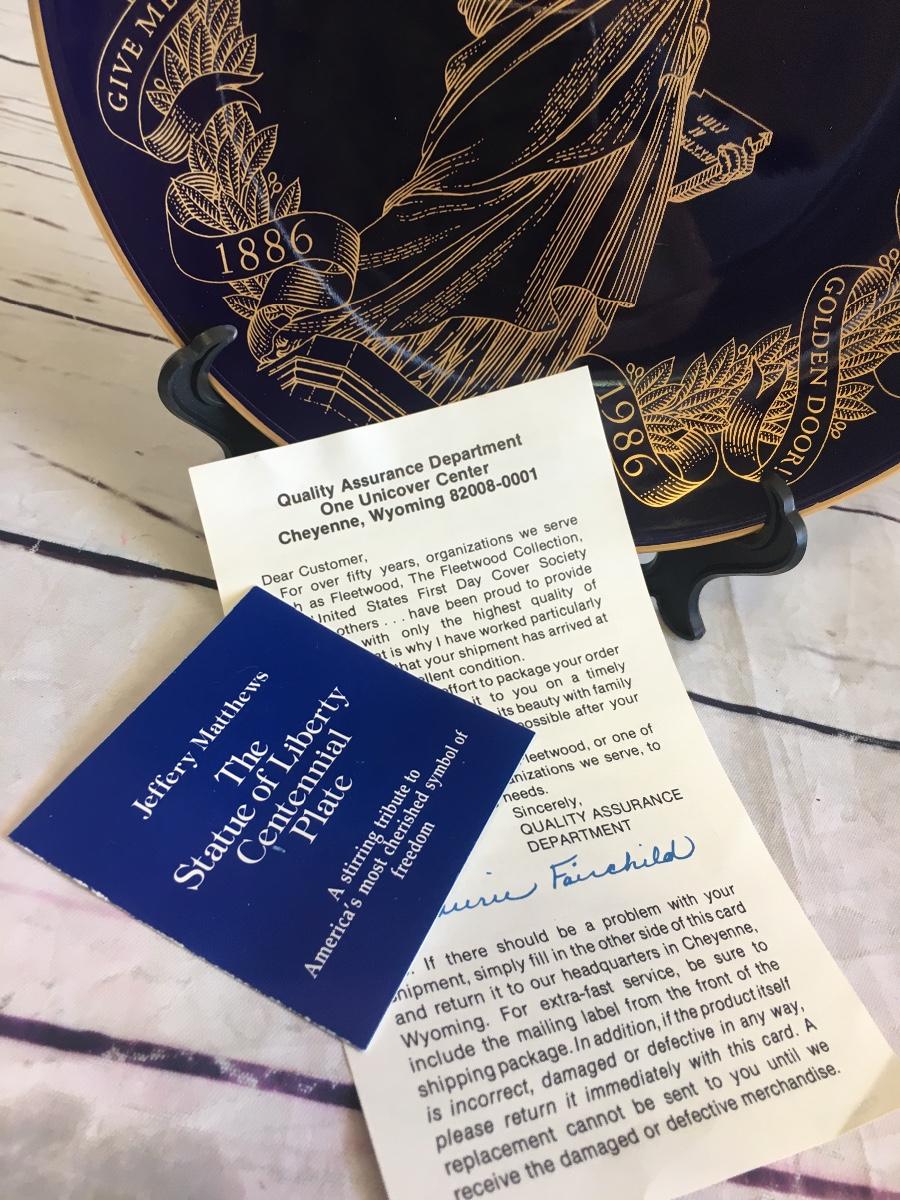 GIVE ME
1886
JULY
IV
1986
GOLDEN DOOR!
Quality Assurance Department
One Unicover Center
Cheyenne, Wyoming 82008-0001
Dear Customer,
For over fifty years, organizations we serve
as Fleetwood, The Fleetwood Collection,
United States First Day Cover Society
others . . . have been proud to provide
with only the highest quality of
is why I have worked particularly
that your shipment has arrived at
condition.
effort to package your order
it to you on a timely
its beauty with family
possible after your
Fleetwood, or one of
we serve, to
needs.
Sincerely,
QUALITY ASSURANCE
DEPARTMENT
Fairchild
. If there should be a problem with your
shipment, simply fill in the other side of this card
and return it to our headquarters in Cheyenne,
Wyoming. For extra-fast service, be sure to
include the mailing label from the front of the
shipping package. In addition, if the product itself
is incorrect, damaged or defective in any way,
please return it immediately with this card. A
replacement cannot be sent to you until we
receive the damaged or defective merchandise.
Jeffery Matthews
The
Statue of Liberty
Centennial
Plate
A stirring tribute to
America's most cherished symbol of
freedom